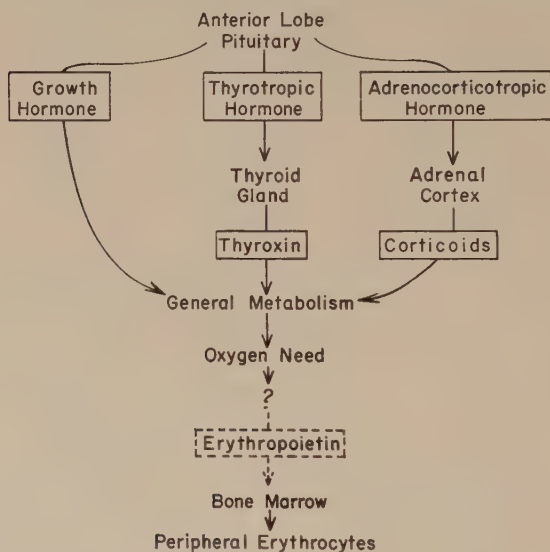 Anterior Lobe
Pituitary
Growth
Hormone
Thyrotropic
Hormone
Adrenocorticotropic
Hormone
Thyroid
Gland
Adrenal
Cortex
Thyroxin
Corticoids
General Metabolism
Oxygen Need
?
Erythropoietin
Bone Marrow
Peripheral Erythrocytes